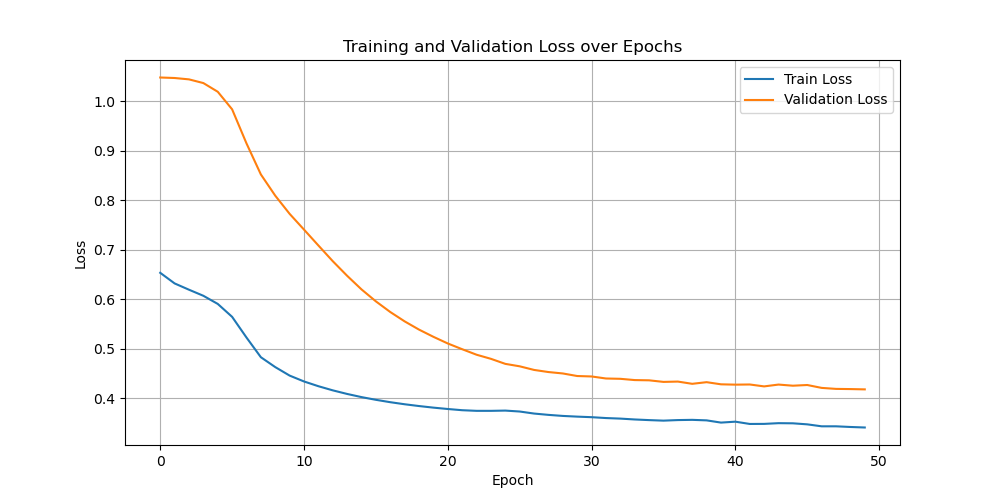 Training and Validation Loss over Epochs
Train Loss
Validation Loss
Loss
1.0
0.9
0.8
0.7
0.6
0.5
0.4
0 10 20 30 40 50
Epoch